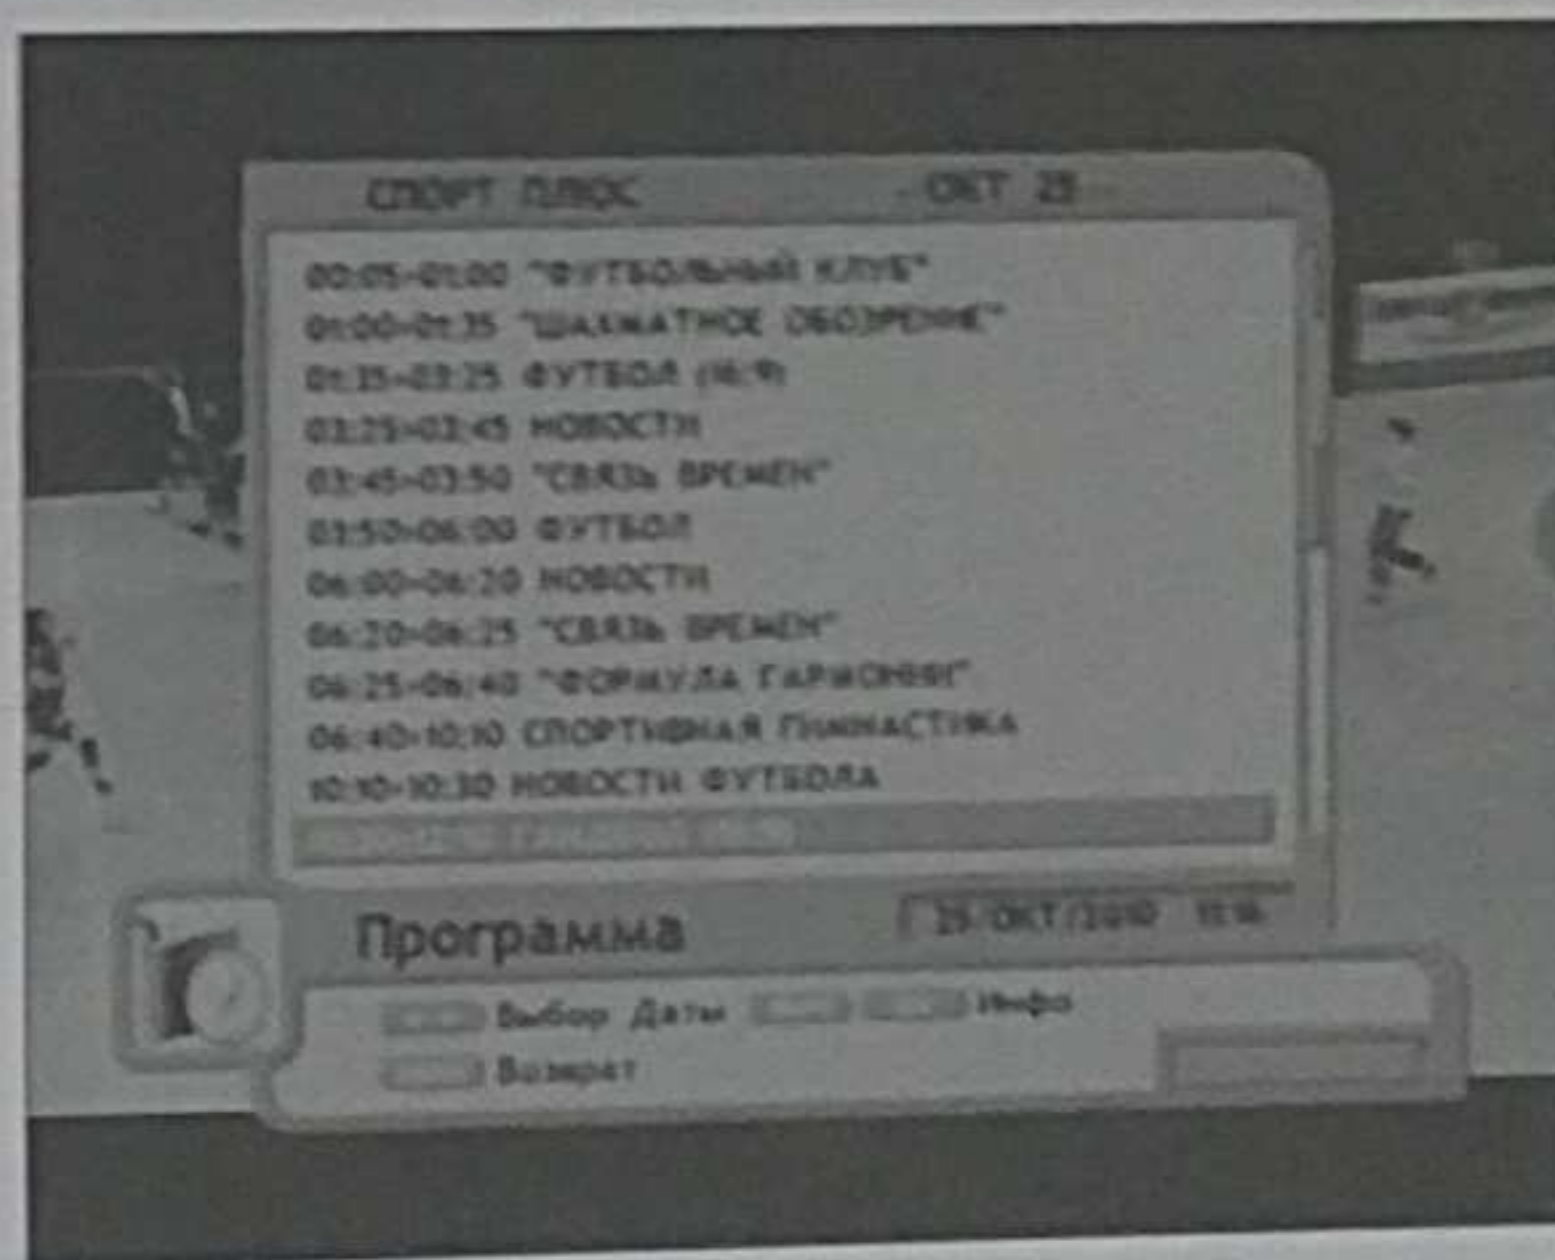 СПОРТ ПЛЮС ОКТ 25
00:05-01:00 "ФУТБОЛЬНЫЙ КЛУБ"
01:00-01:35 "ШАХМАТНОЕ ОБОЗРЕНИЕ"
01:35-03:25 ФУТБОЛ (16:9)
03:25-03:45 НОВОСТИ
03:45-03:50 "СВЯЗЬ ВРЕМЕН"
03:50-06:00 ФУТБОЛ
06:00-06:20 НОВОСТИ
06:20-06:25 "СВЯЗЬ ВРЕМЕН"
06:25-06:40 "ФОРМУЛА ГАРМОНИИ"
06:40-10:10 СПОРТИВНАЯ ГИМНАСТИКА
10:10-10:30 НОВОСТИ ФУТБОЛА
Программа 25/ОКТ/2010
Выбор Даты Инфо
Возврат